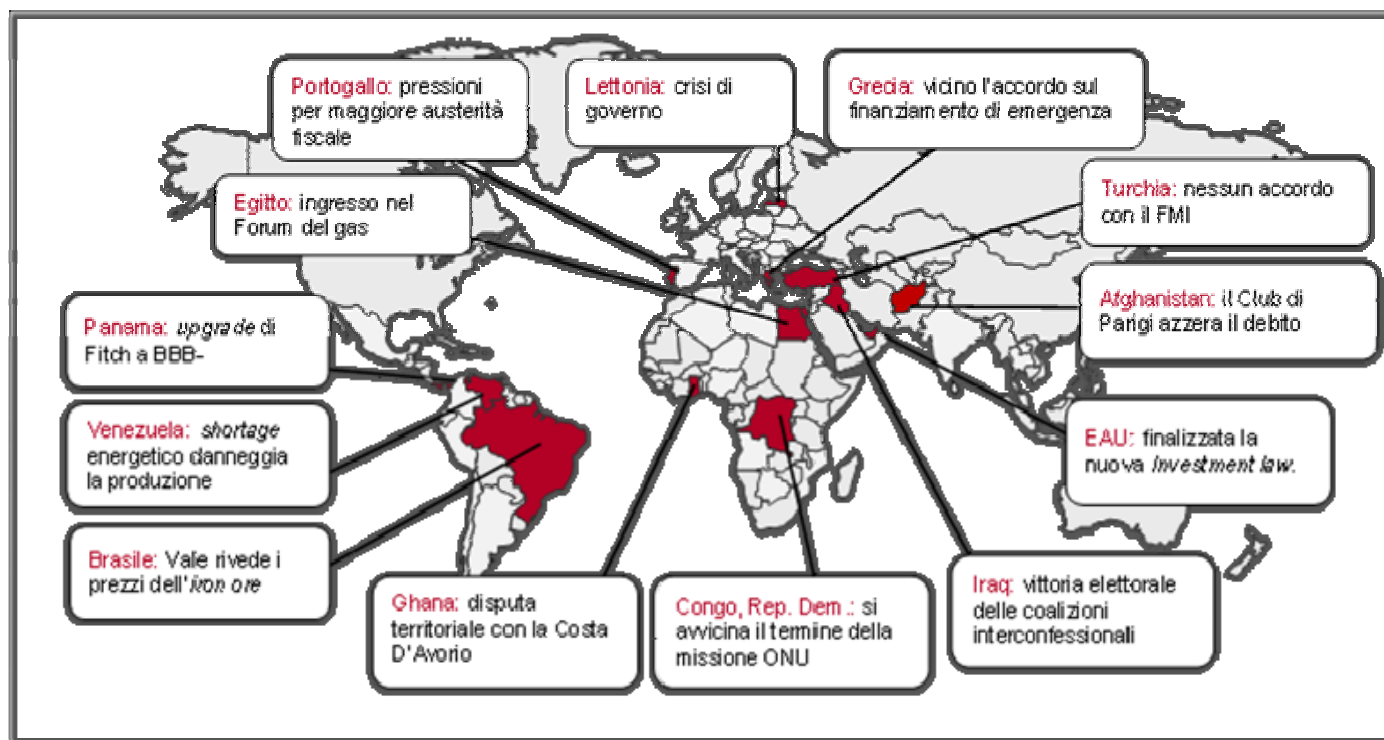 Portogallo: pressioni
per maggiore austerità
fiscale
Lettonia: crisi di
governo
Grecia: vicino l'accordo sul
finanziamento di emergenza
Egitto: ingresso nel
Forum del gas
Turchia: nessun accordo
con il FMI
Afghanistan: il Club di
Parigi azzera il debito
Panama: upgrade di
Fitch a BBB-
Venezuela: shortage
energetico danneggia
la produzione
EAU: finalizzata la
nuova investment law.
Brasile: Vale rivede i
prezzi dell'iron ore
Ghana: disputa
territoriale con la Costa
D'Avorio
Congo, Rep. Dem.: si
avvicina il termine della
missione ONU
Iraq: vittoria elettorale
delle coalizioni
interconfessionali